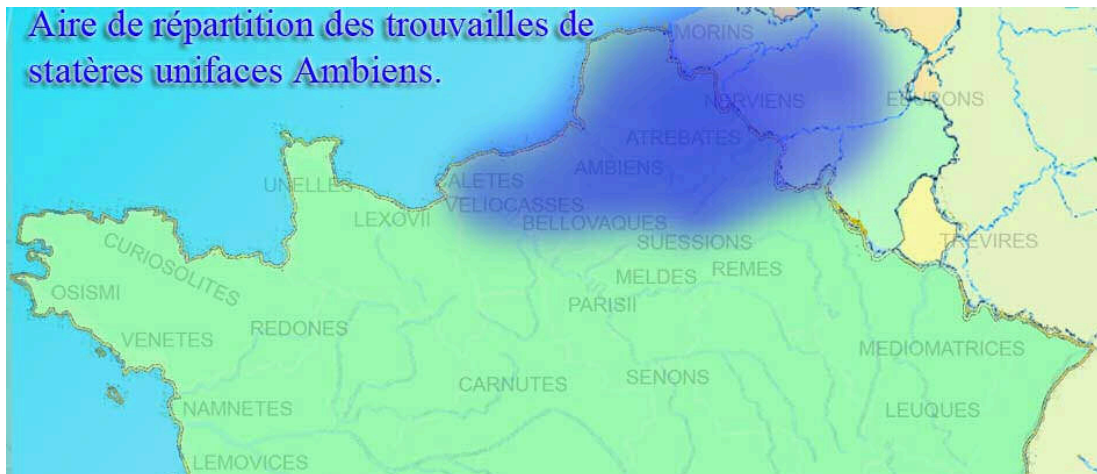 Aire de répartition des trouvailles de
statères unifaces Ambiens.
MORINS
NERVIENS
EBURONS
ATREBATES
AMBIENS
UNELLES
ALETES
VELIOCASSES
LEXOVII
BELLOVAQUES
SUESSIONS
TREVIRES
CURIOSOLITES
MELDES
REMES
OSISMI
PARISII
REDONES
VENETES
MEDIOMATRICES
CARNUTES
SENONS
NAMNETES
LEUQUES
LEMOVICES